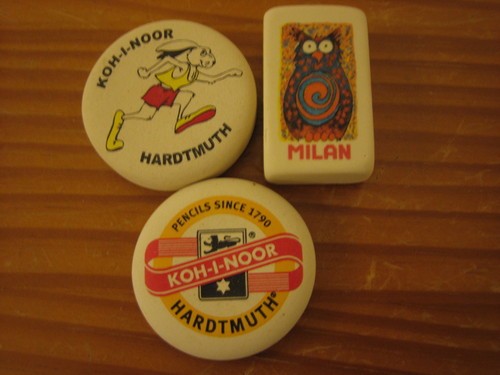 KOH-I-NOOR
HARDTMUTH
MILAN
PENCILS SINCE 1790
®
KOH-I-NOOR
HARDTMUTH®